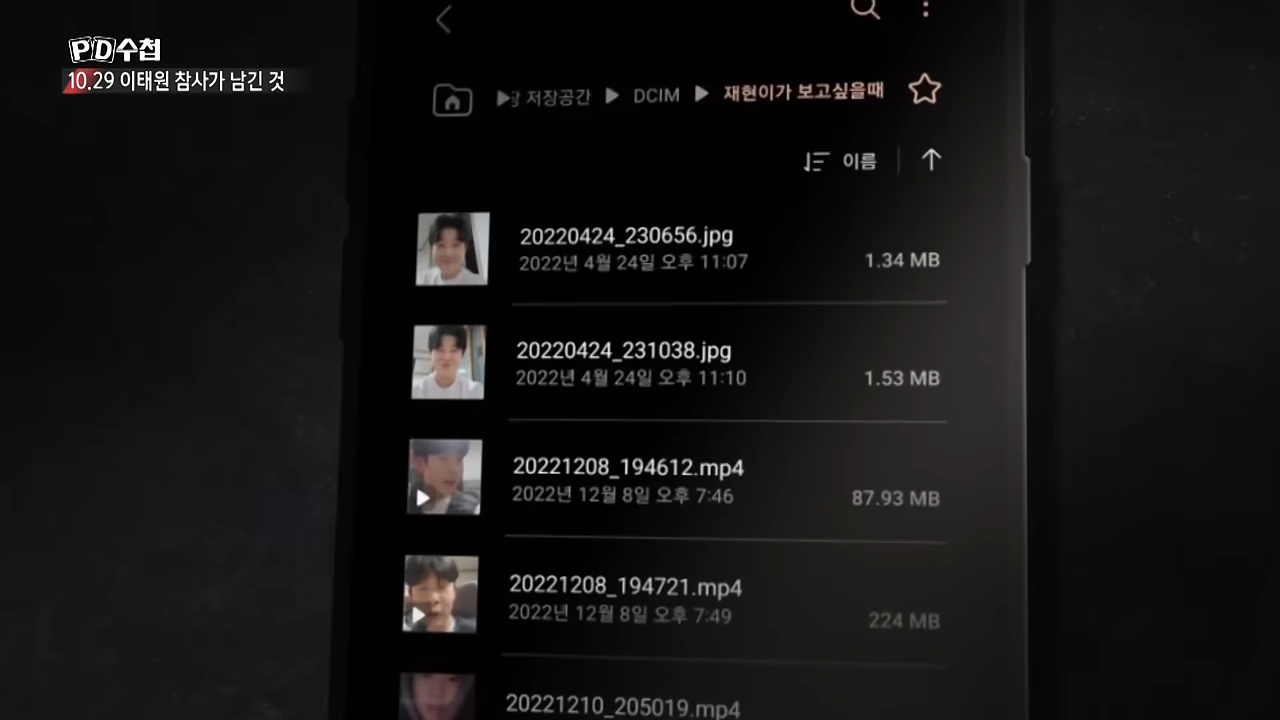 PD수첩
10.29 이태원 참사가 남긴 것
저장공간 ▶ DCIM ▶ 재현이가 보고싶을때
이름
20220424_230656.jpg
2022년 4월 24일 오후 11:07
1.34 MB
20220424_231038.jpg
2022년 4월 24일 오후 11:10
1.53 MB
20221208_194612.mp4
2022년 12월 8일 오후 7:46
87.93 MB
20221208_194721.mp4
2022년 12월 8일 오후 7:49
224 MB
20221210_205019.mp4